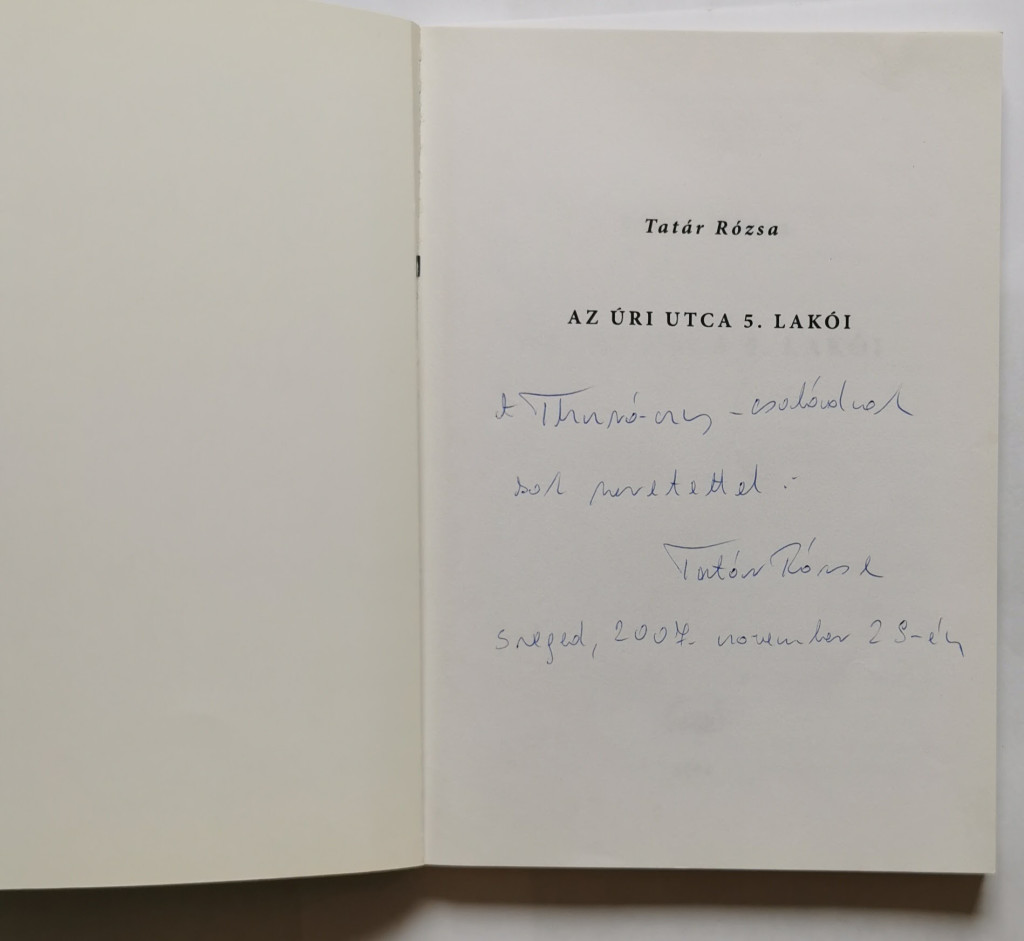 Tatár Rózsa
AZ ÚRI UTCA 5. LAKÓI
A -családnak
sok szeretettel:
Tatár Rózsa
Szeged, 2007. november 28-án